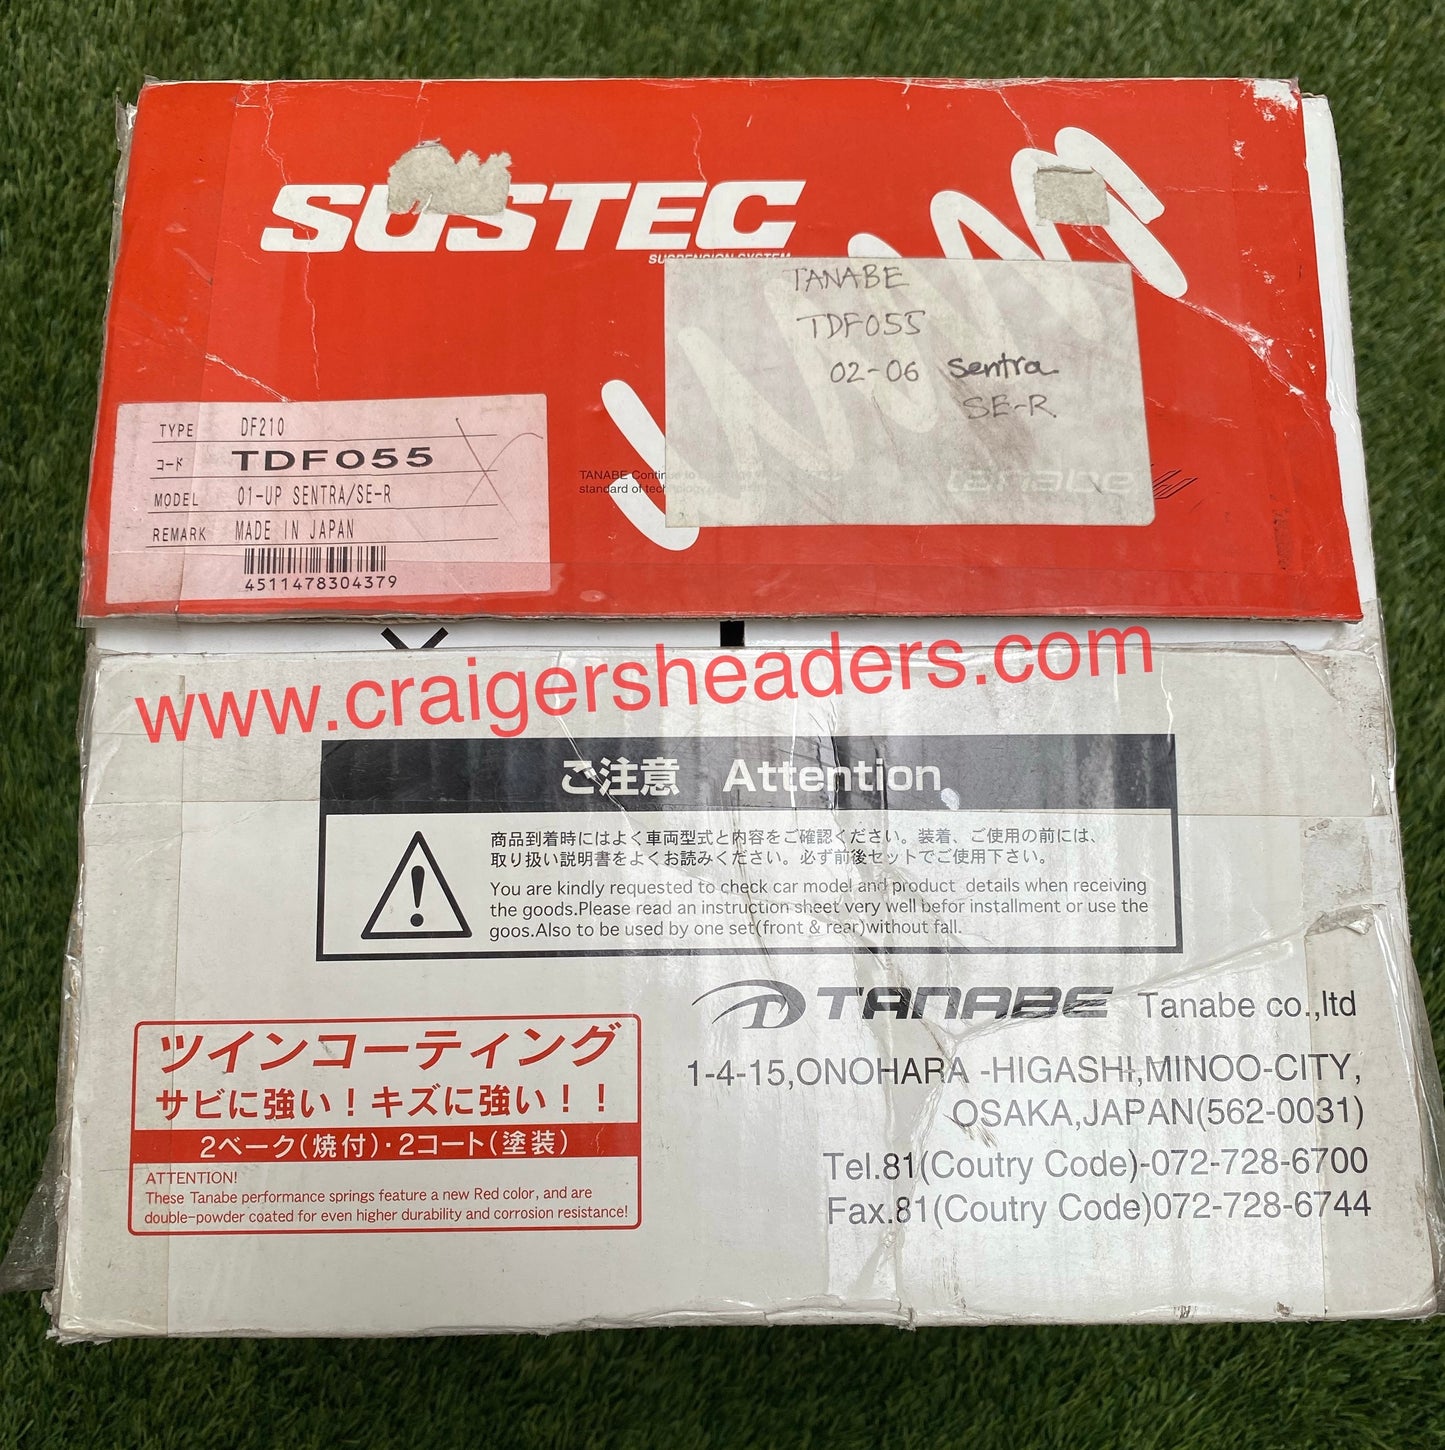 SUSTEC
SUSPENSION SYSTEM
TANABE
TDF055
02-06 Sentra
SE-R
TYPE DF210
コード TDF055
MODEL 01-UP SENTRA/SE-R
REMARK MADE IN JAPAN
4511478304379
TANABE Continue to
standard of
www.craigersheaders.com
ご注意 Attention
商品到着時にはよく車両型式と内容をご確認ください。装着、ご使用の前には、
取り扱い説明書をよくお読みください。必ず前後セットでご使用下さい。
You are kindly requested to check car model and product details when receiving
the goods.Please read an instruction sheet very well befor installment or use the
goos.Also to be used by one set(front & rear)without fall.
TANABE Tanabe co.,ltd
1-4-15,ONOHARA -HIGASHI,MINOO-CITY,
OSAKA,JAPAN(562-0031)
Tel.81(Coutry Code)-072-728-6700
Fax.81(Coutry Code)072-728-6744
ツインコーティング
サビに強い！キズに強い！！
2ベーク(焼付)・2コート(塗装)
ATTENTION!
These Tanabe performance springs feature a new Red color, and are
double-powder coated for even higher durability and corrosion resistance!